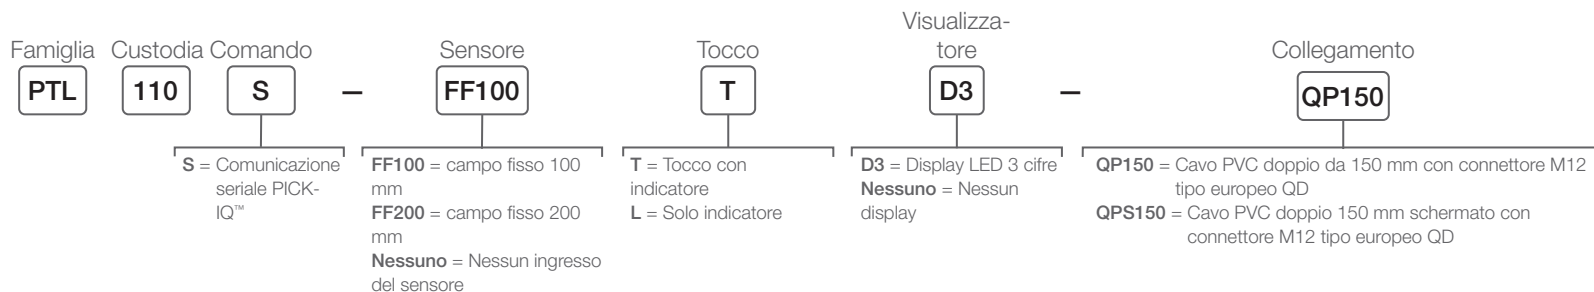 Visualizza-
Famiglia Custodia Comando Sensore Tocco tore Collegamento
PTL 110 S – FF100 T D3 – QP150
S = Comunicazione
seriale PICK-
IQ™
FF100 = campo fisso 100
mm
FF200 = campo fisso 200
mm
Nessuno = Nessun ingresso
del sensore
T = Tocco con
indicatore
L = Solo indicatore
D3 = Display LED 3 cifre
Nessuno = Nessun
display
QP150 = Cavo PVC doppio da 150 mm con connettore M12
tipo europeo QD
QPS150 = Cavo PVC doppio 150 mm schermato con
connettore M12 tipo europeo QD